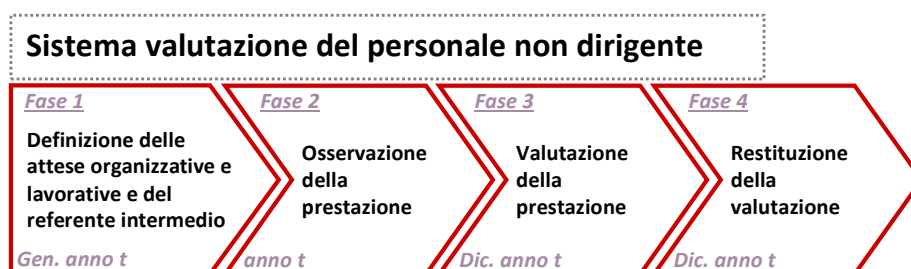 Sistema valutazione del personale non dirigente
Fase 1
Definizione delle
attese organizzative e
lavorative e del
referente intermedio
Gen. anno t
Fase 2
Osservazione
della
prestazione
anno t
Fase 3
Valutazione
della
prestazione
Dic. anno t
Fase 4
Restituzione
della
valutazione
Dic. anno t